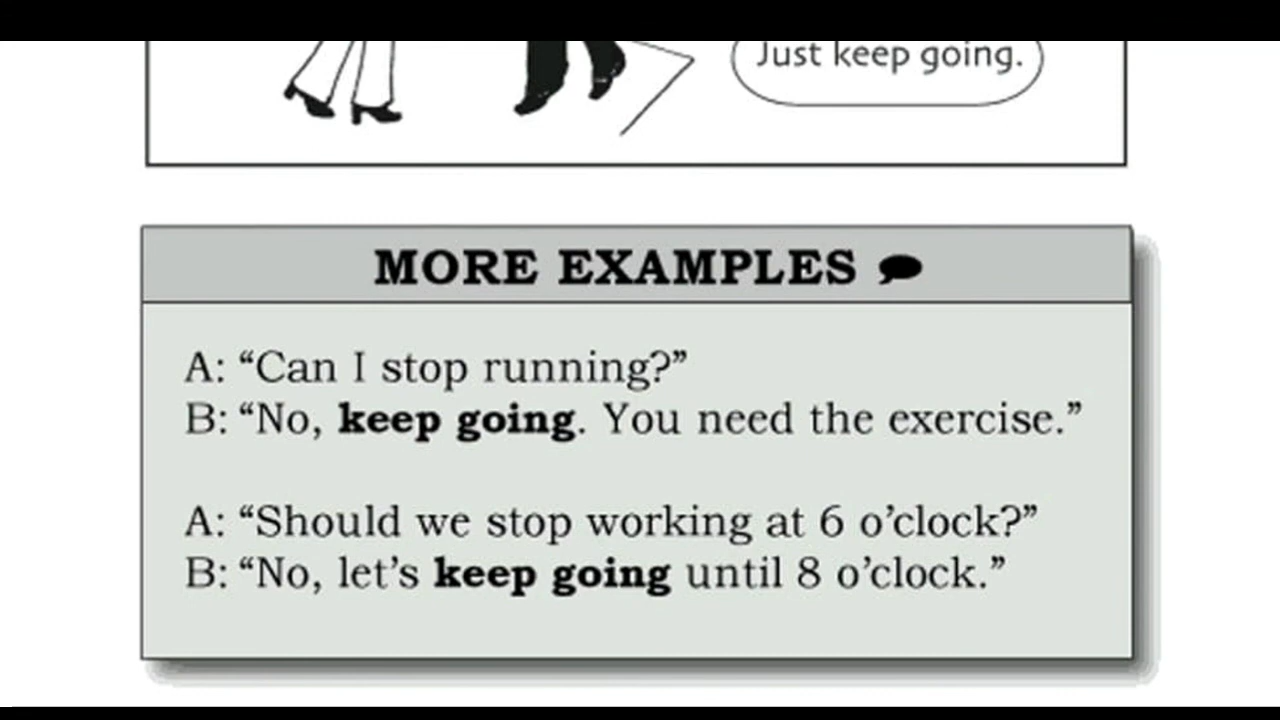 Just keep going.
MORE EXAMPLES
A: “Can I stop running?”
B: “No, keep going. You need the exercise.”
A: “Should we stop working at 6 o’clock?”
B: “No, let’s keep going until 8 o’clock.”